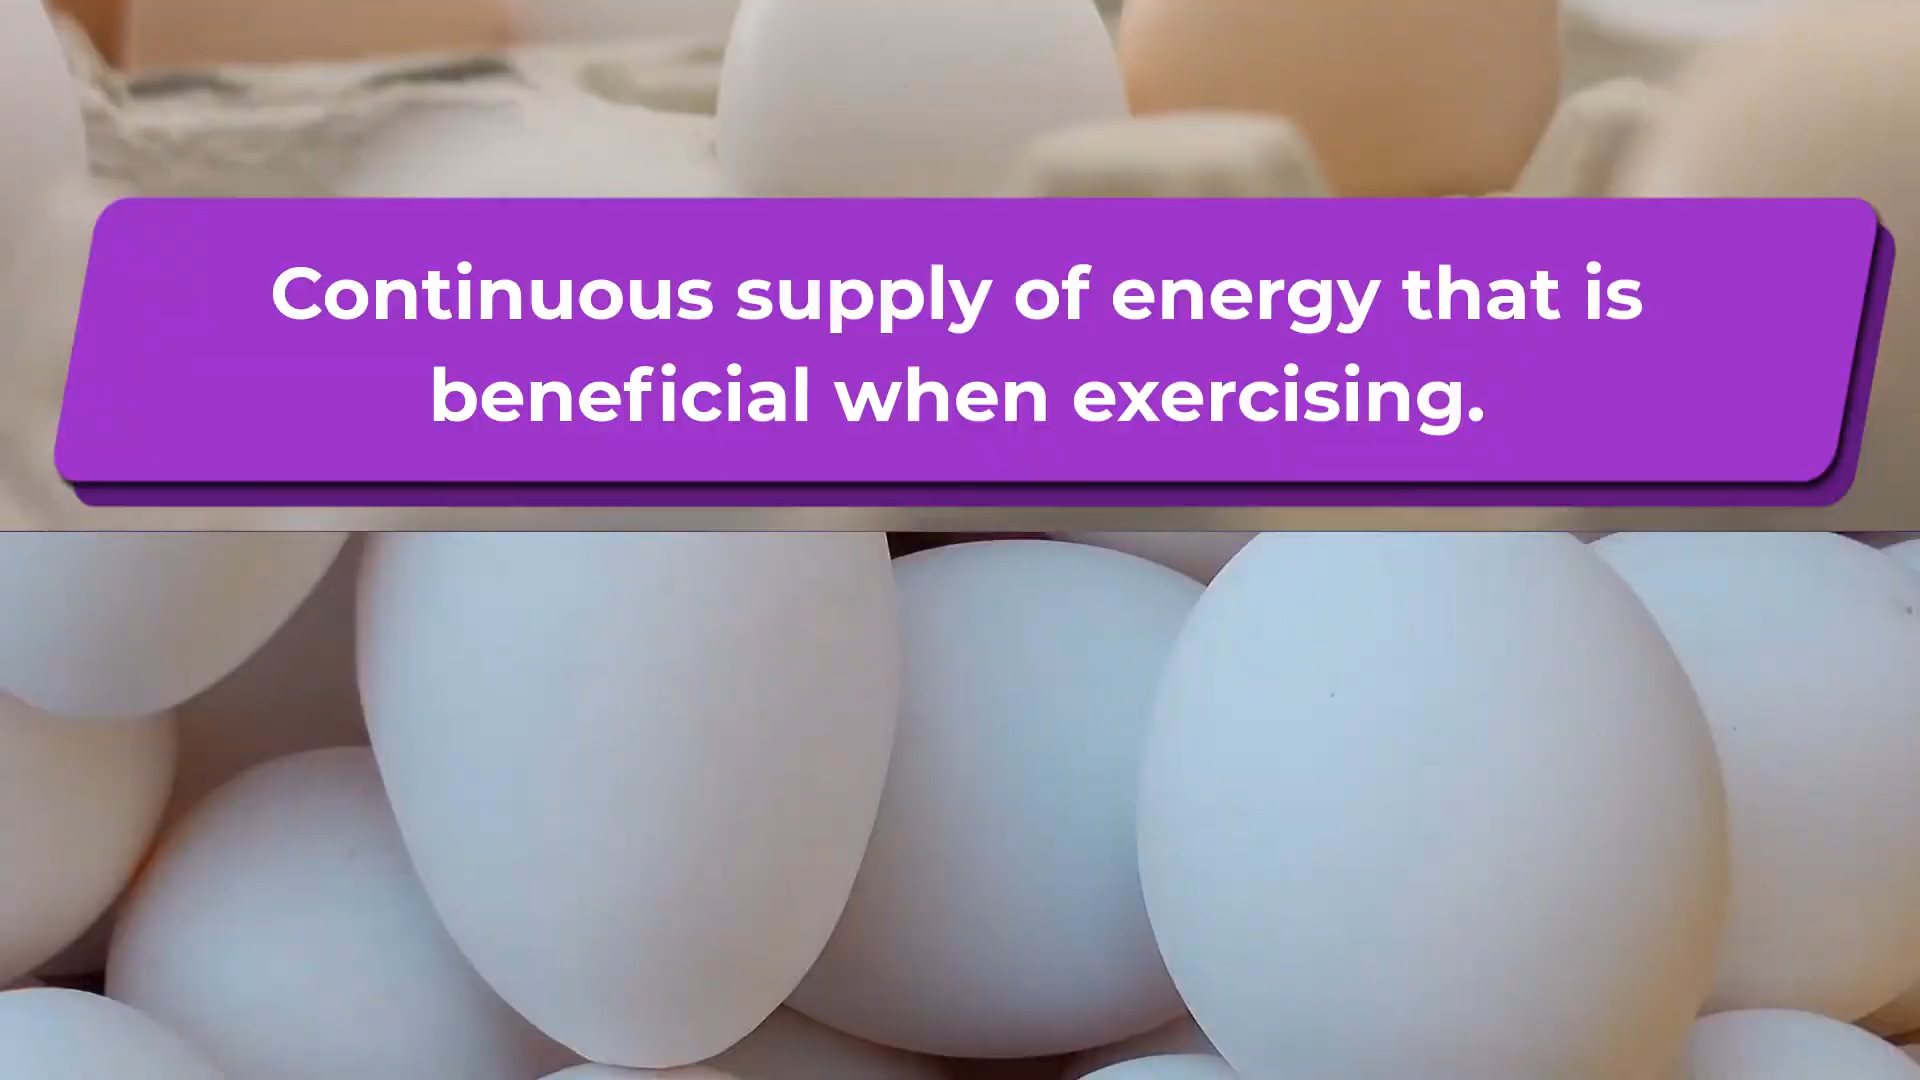 Continuous supply of energy that is
beneficial when exercising.